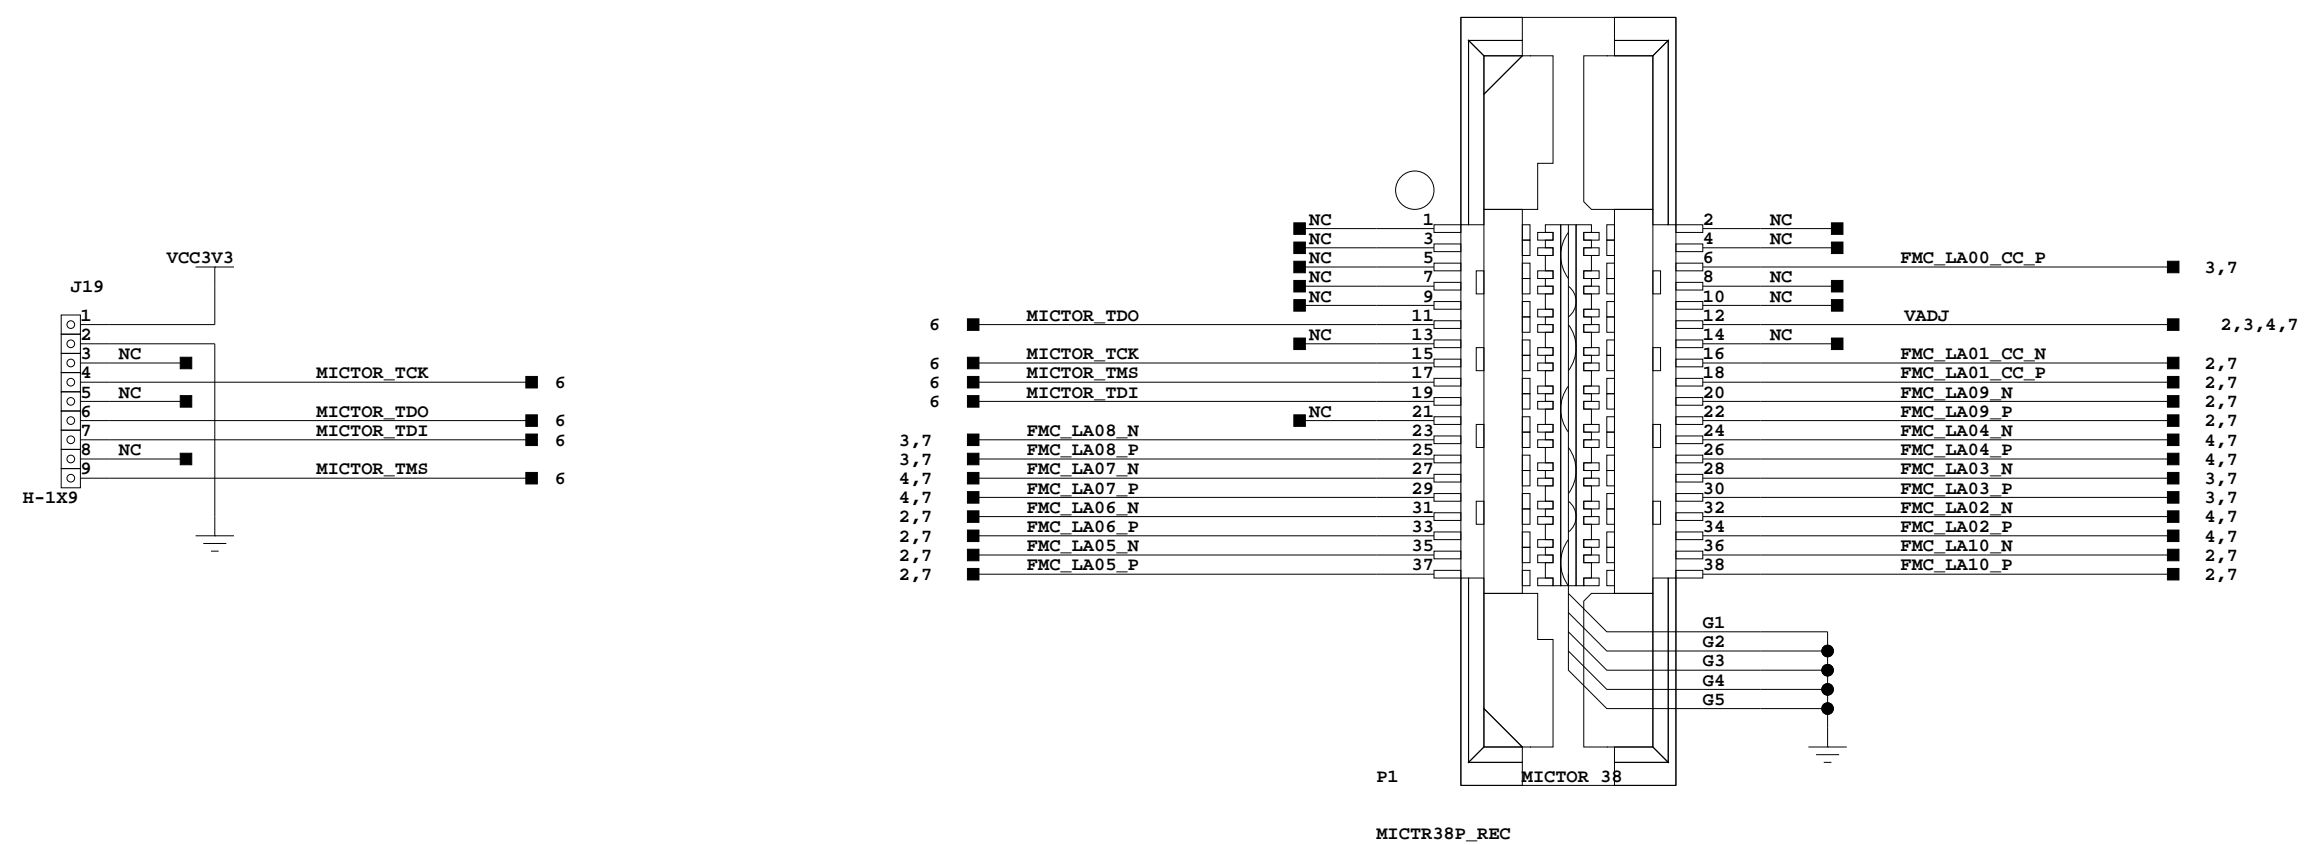 VCC3V3
J19
1
2
3 NC
4 MICTOR_TCK 6
5 NC
6 MICTOR_TDO 6
7 MICTOR_TDI 6
8 NC
9 MICTOR_TMS 6
H-1X9
NC 1 2 NC
NC 3 4 NC
NC 5 6 FMC_LA00_CC_P 3,7
NC 7 8 NC
NC 9 10 NC
6 MICTOR_TDO 11 12 VADJ 2,3,4,7
NC 13 14 NC
6 MICTOR_TCK 15 16 FMC_LA01_CC_N 2,7
6 MICTOR_TMS 17 18 FMC_LA01_CC_P 2,7
6 MICTOR_TDI 19 20 FMC_LA09_N 2,7
NC 21 22 FMC_LA09_P 2,7
3,7 FMC_LA08_N 23 24 FMC_LA04_N 4,7
3,7 FMC_LA08_P 25 26 FMC_LA04_P 4,7
4,7 FMC_LA07_N 27 28 FMC_LA03_N 3,7
4,7 FMC_LA07_P 29 30 FMC_LA03_P 3,7
2,7 FMC_LA06_N 31 32 FMC_LA02_N 4,7
2,7 FMC_LA06_P 33 34 FMC_LA02_P 4,7
2,7 FMC_LA05_N 35 36 FMC_LA10_N 2,7
2,7 FMC_LA05_P 37 38 FMC_LA10_P 2,7
G1
G2
G3
G4
G5
P1 MICTOR 38
MICTR38P_REC